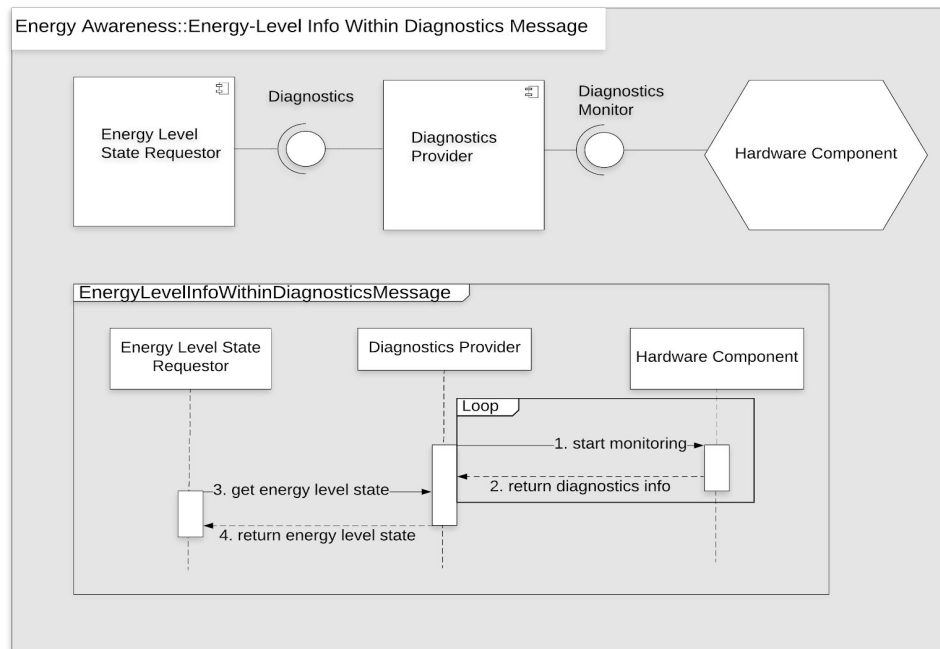 Energy Awareness::Energy-Level Info Within Diagnostics Message
Energy Level
State Requestor
Diagnostics
Diagnostics
Provider
Diagnostics
Monitor
Hardware Component
EnergyLevelInfoWithinDiagnosticsMessage
Energy Level State
Requestor
Diagnostics Provider
Hardware Component
Loop
1. start monitoring
2. return diagnostics info
3. get energy level state
4. return energy level state